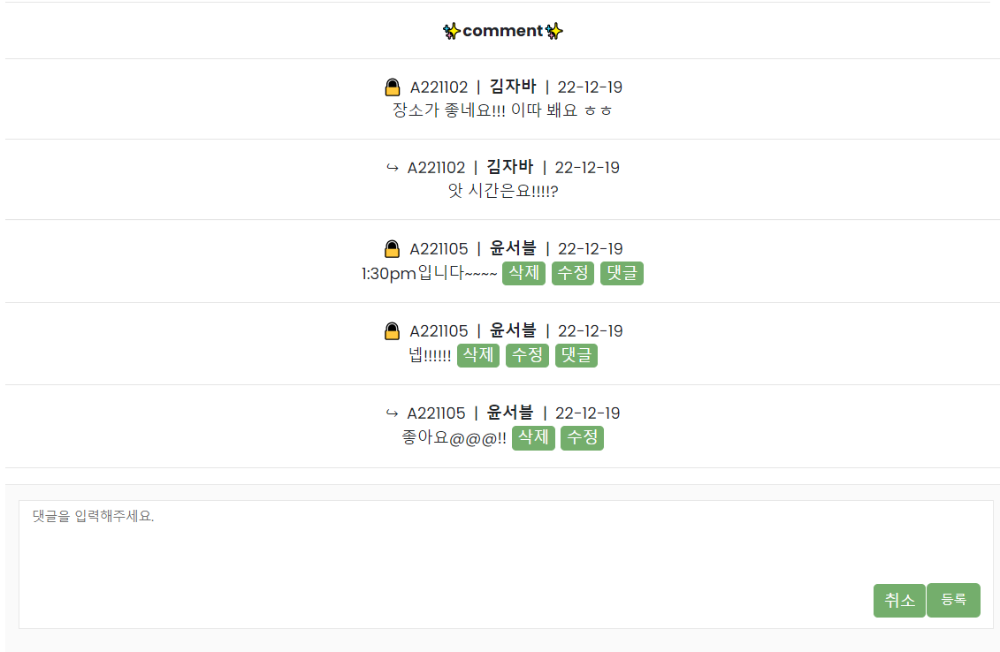 ✨comment✨
🔒 A221102 | 김자바 | 22-12-19
장소가 좋네요!!! 이따 봬요 ㅎㅎ
↪ A221102 | 김자바 | 22-12-19
앗 시간은요!!!!?
🔒 A221105 | 윤서블 | 22-12-19
1:30pm입니다~~~~ 삭제 수정 댓글
🔒 A221105 | 윤서블 | 22-12-19
넵!!!!!! 삭제 수정 댓글
↪ A221105 | 윤서블 | 22-12-19
좋아요@@@!! 삭제 수정
댓글을 입력해주세요.
취소 등록